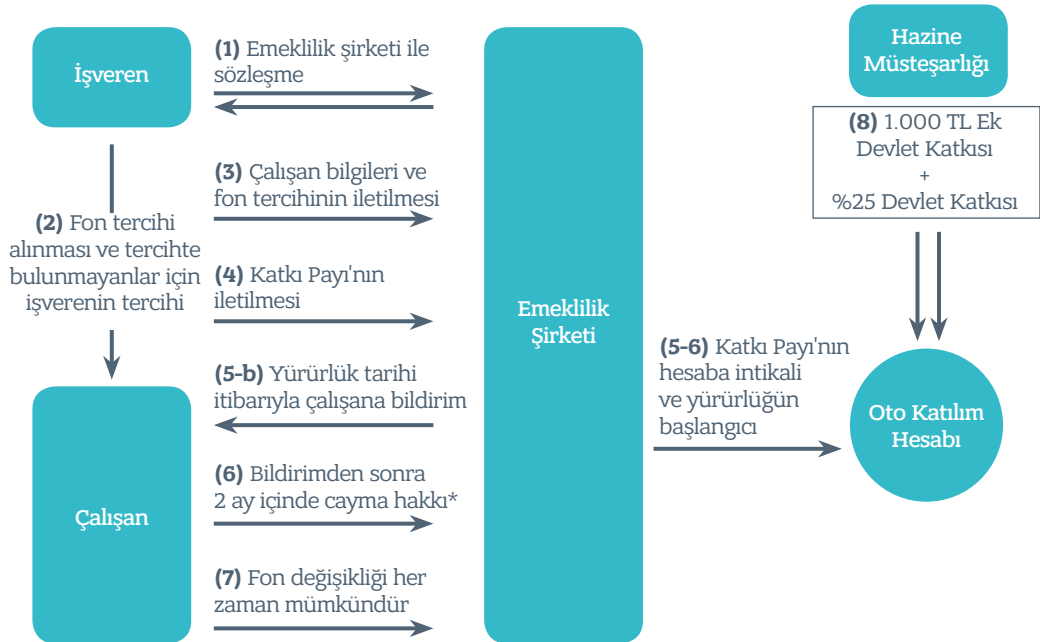 İşveren
(1) Emeklilik şirketi ile
sözleşme
Hazine
Müsteşarlığı
(8) 1.000 TL Ek
Devlet Katkısı
+
%25 Devlet Katkısı
(2) Fon tercihi
alınması ve tercihte
bulunmayanlar için
işverenin tercihi
(3) Çalışan bilgileri ve
fon tercihinin iletilmesi
(4) Katkı Payı'nın
iletilmesi
Emeklilik
Şirketi
(5-b) Yürürlük tarihi
itibarıyla çalışana bildirim
(5-6) Katkı Payı'nın
hesaba intikali
ve yürürlüğün
başlangıcı
Oto Katılım
Hesabı
Çalışan
(6) Bildirimden sonra
2 ay içinde cayma hakkı*
(7) Fon değişikliği her
zaman mümkündür